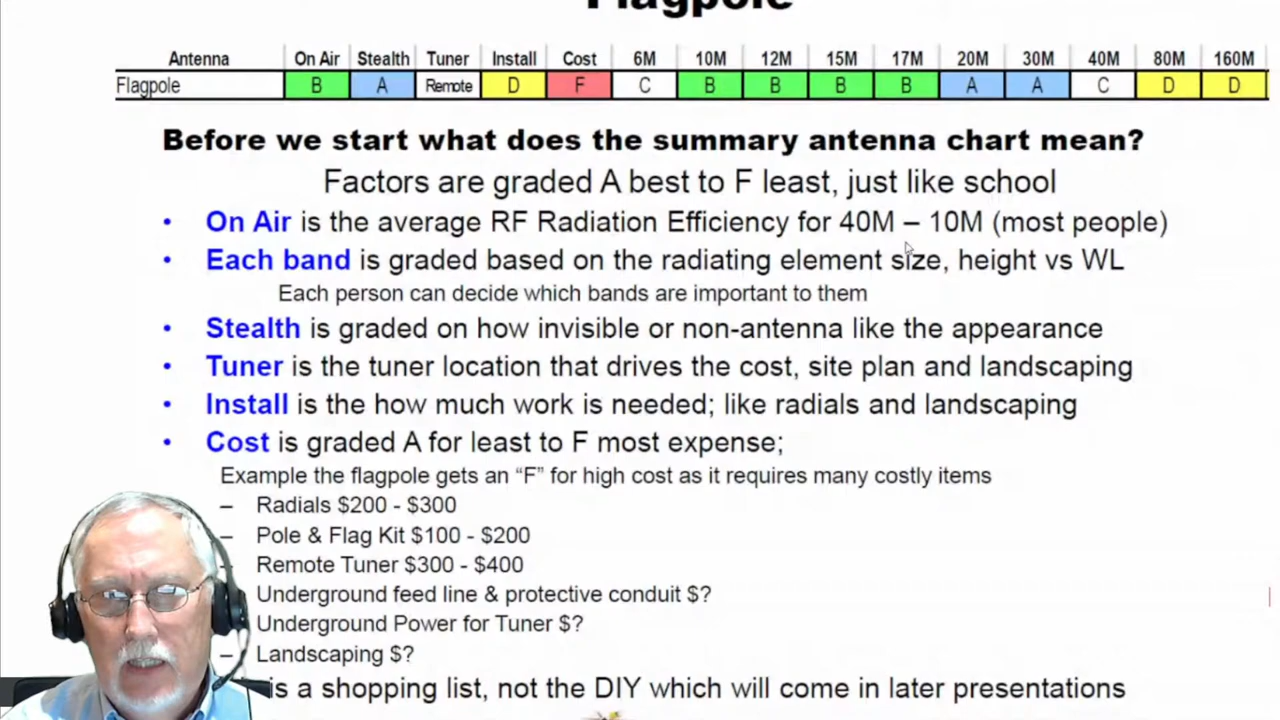 Flagpole
Antenna On Air Stealth Tuner Install Cost 6M 10M 12M 15M 17M 20M 30M 40M 80M 160M
Flagpole B A Remote D F C B B B B A A C D D
Before we start what does the summary antenna chart mean?
Factors are graded A best to F least, just like school
• On Air is the average RF Radiation Efficiency for 40M – 10M (most people)
• Each band is graded based on the radiating element size, height vs WL
Each person can decide which bands are important to them
• Stealth is graded on how invisible or non-antenna like the appearance
• Tuner is the tuner location that drives the cost, site plan and landscaping
• Install is the how much work is needed; like radials and landscaping
• Cost is graded A for least to F most expense;
Example the flagpole gets an “F” for high cost as it requires many costly items
– Radials $200 - $300
– Pole & Flag Kit $100 - $200
– Remote Tuner $300 - $400
Underground feed line & protective conduit $?
Underground Power for Tuner $?
– Landscaping $?
is a shopping list, not the DIY which will come in later presentations